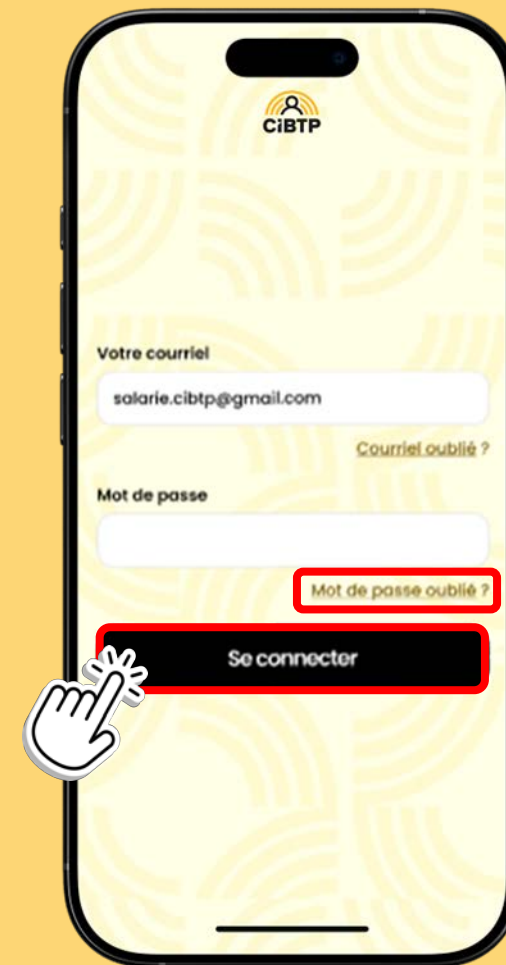 CiBTP
Votre courriel
salarie.cibtp@gmail.com
Courriel oublié ?
Mot de passe
Mot de passe oublié ?
Se connecter